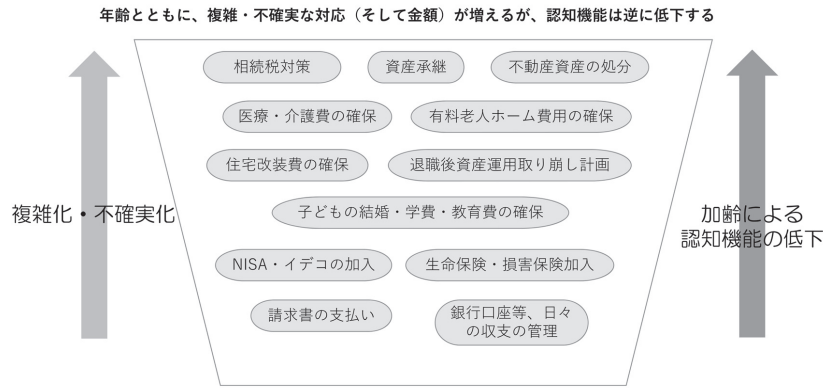 年齢とともに、複雑・不確実な対応（そして金額）が増えるが、認知機能は逆に低下する
相続税対策
資産承継
不動産資産の処分
医療・介護費の確保
有料老人ホーム費用の確保
住宅改装費の確保
退職後資産運用取り崩し計画
複雑化・不確実化
子どもの結婚・学費・教育費の確保
加齢による
認知機能の低下
NISA・イデコの加入
生命保険・損害保険加入
請求書の支払い
銀行口座等、日々
の収支の管理